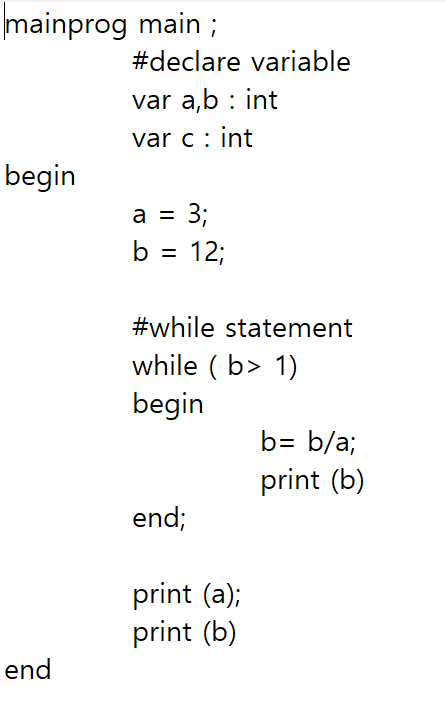 mainprog main ;
#declare variable
var a,b : int
var c : int
begin
a = 3;
b = 12;
#while statement
while ( b> 1)
begin
b= b/a;
print (b)
end;
print (a);
print (b)
end